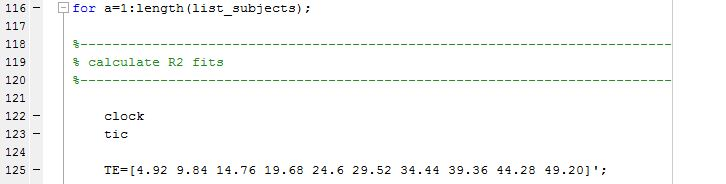 116 for a=1:length(list_subjects);
117
118 %------------------------------------------------------------------------
119 % calculate R2 fits
120 %------------------------------------------------------------------------
121
122 clock
123 tic
124
125 TE=[4.92 9.84 14.76 19.68 24.6 29.52 34.44 39.36 44.28 49.20]';